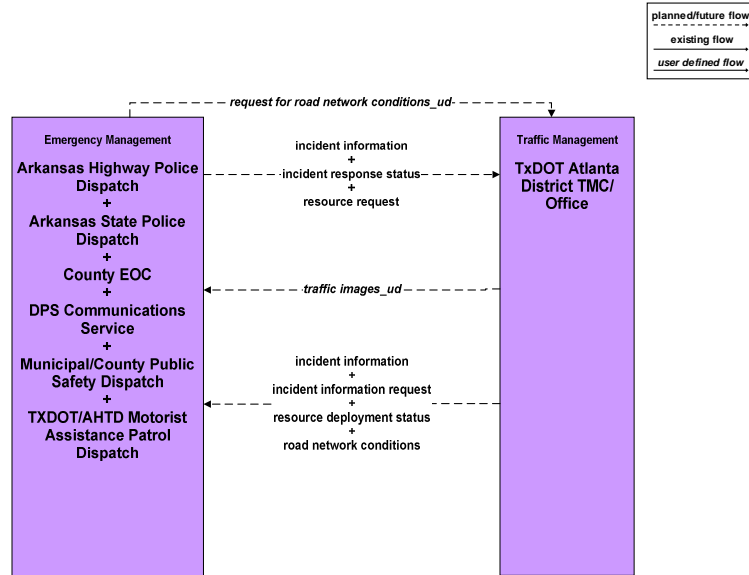 planned/future flow
existing flow
user defined flow
request for road network conditions_ud
Emergency Management
Arkansas Highway Police
Dispatch
+
Arkansas State Police
Dispatch
+
County EOC
+
DPS Communications
Service
+
Municipal/County Public
Safety Dispatch
+
TXDOT/AHTD Motorist
Assistance Patrol
Dispatch
incident information
+
incident response status
+
resource request
traffic images_ud
incident information
+
incident information request
+
resource deployment status
+
road network conditions
Traffic Management
TxDOT Atlanta
District TMC/
Office